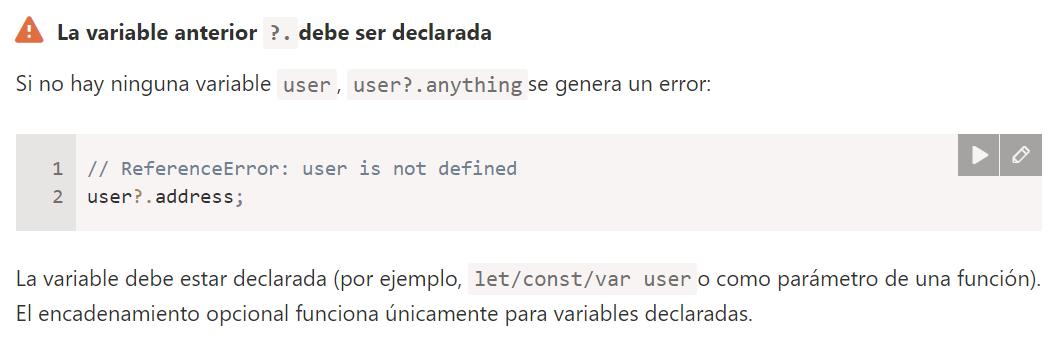 La variable anterior ?. debe ser declarada
Si no hay ninguna variable user, user?.anything se genera un error:
1 // ReferenceError: user is not defined
2 user?.address;
La variable debe estar declarada (por ejemplo, let/const/var user o como parámetro de una función).
El encadenamiento opcional funciona únicamente para variables declaradas.